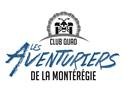 CLUB QUAD
LES
AVENTURIERS
DE LA MONTÉRÉGIE